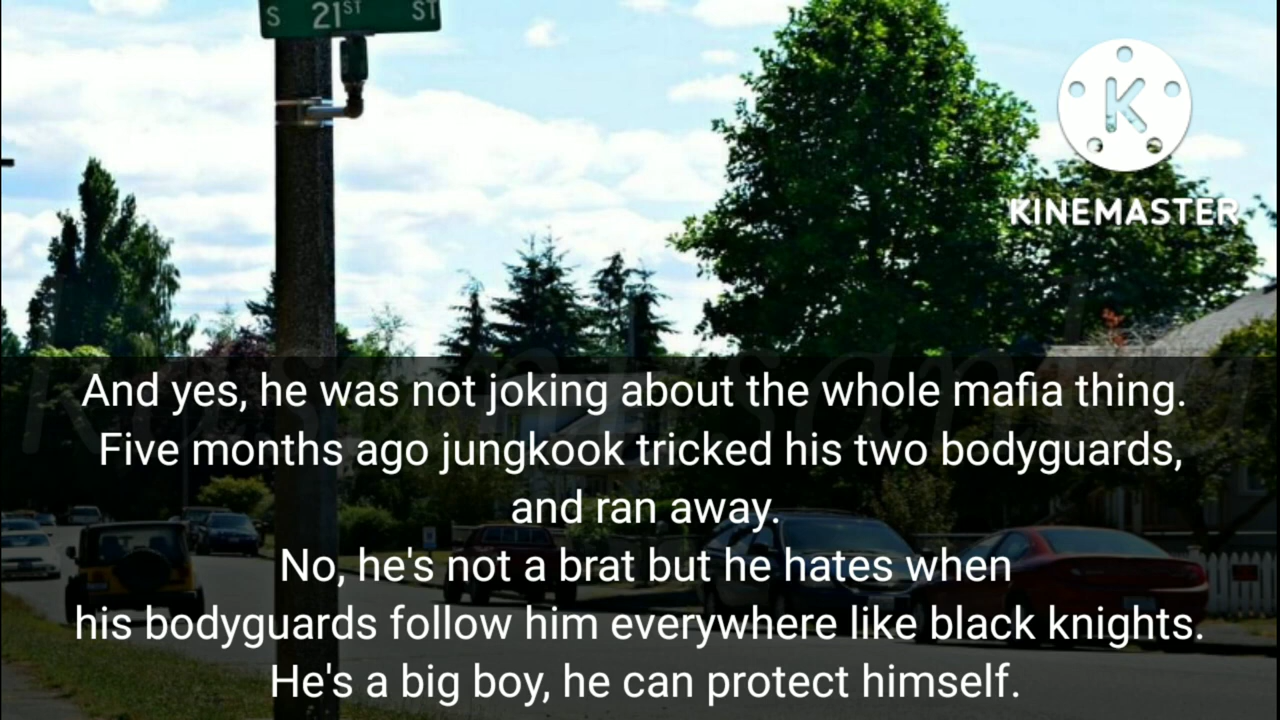 S 21ST ST
K
KINEMASTER
And yes, he was not joking about the whole mafia thing.
Five months ago jungkook tricked his two bodyguards,
and ran away.
No, he's not a brat but he hates when
his bodyguards follow him everywhere like black knights.
He's a big boy, he can protect himself.